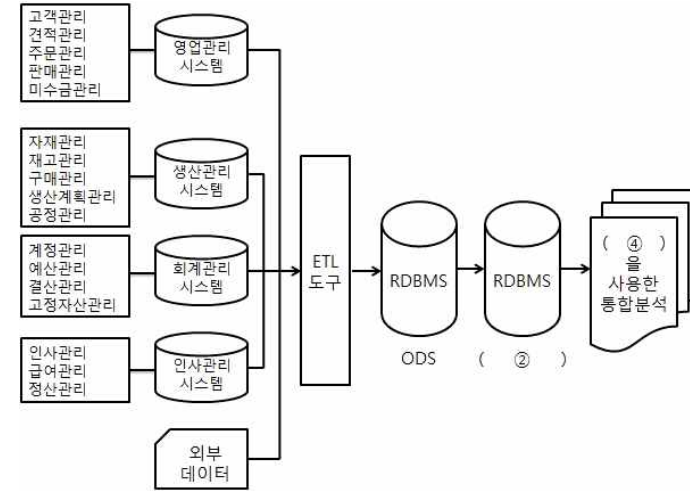 고객관리
견적관리
주문관리
판매관리
미수금관리
영업관리
시스템
자재관리
재고관리
구매관리
생산계획관리
공정관리
생산관리
시스템
계정관리
예산관리
결산관리
고정자산관리
회계관리
시스템
인사관리
급여관리
정산관리
인사관리
시스템
외부
데이터
ETL
도구
RDBMS
ODS
RDBMS
( ② )
( ④ )
을
사용한
통합분석